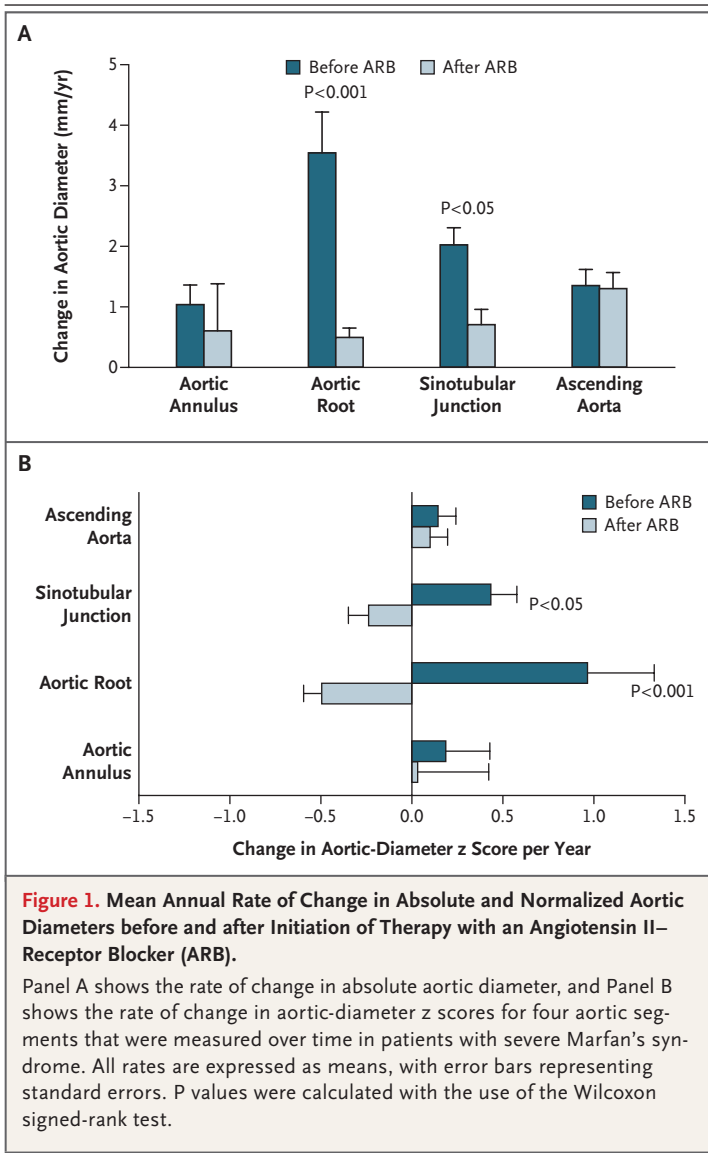 A
Before ARB After ARB
P<0.001
P<0.05
Change in Aortic Diameter (mm/yr)
5
4
3
2
1
0
Aortic Annulus
Aortic Root
Sinotubular Junction
Ascending Aorta
B
Before ARB
After ARB
Ascending Aorta
Sinotubular Junction
P<0.05
Aortic Root
P<0.001
Aortic Annulus
−1.5 −1.0 −0.5 0.0 0.5 1.0 1.5
Change in Aortic-Diameter z Score per Year
Figure 1. Mean Annual Rate of Change in Absolute and Normalized Aortic
Diameters before and after Initiation of Therapy with an Angiotensin II–
Receptor Blocker (ARB).
Panel A shows the rate of change in absolute aortic diameter, and Panel B
shows the rate of change in aortic-diameter z scores for four aortic seg-
ments that were measured over time in patients with severe Marfan's syn-
drome. All rates are expressed as means, with error bars representing
standard errors. P values were calculated with the use of the Wilcoxon
signed-rank test.